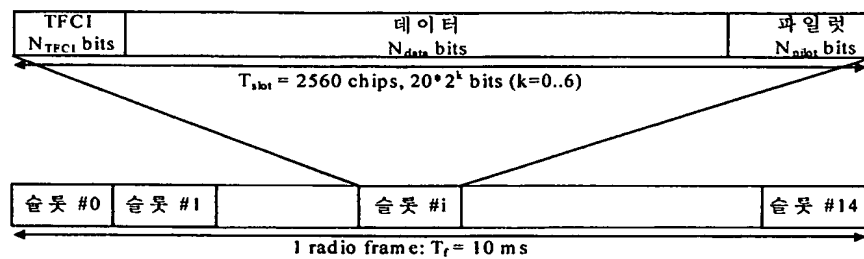 TFCI
N_TFCI bits
데이터
N_data bits
파일럿
N_pilot bits
T_slot = 2560 chips, 20*2^k bits (k=0..6)
슬롯 #0
슬롯 #1
슬롯 #i
슬롯 #14
1 radio frame: T_f = 10 ms